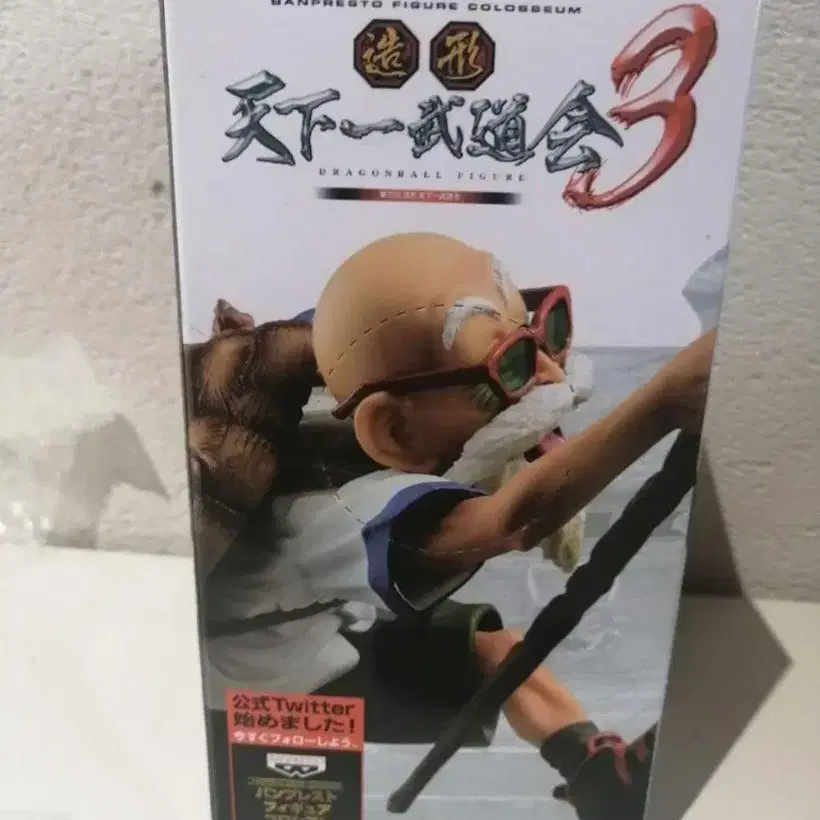 BANPRESTO FIGURE COLOSSEUM
造形
天下一武道会3
DRAGONBALL FIGURE
公式Twitter
始めました!
今すぐフォローしよう。
バンプレスト
フィギュア